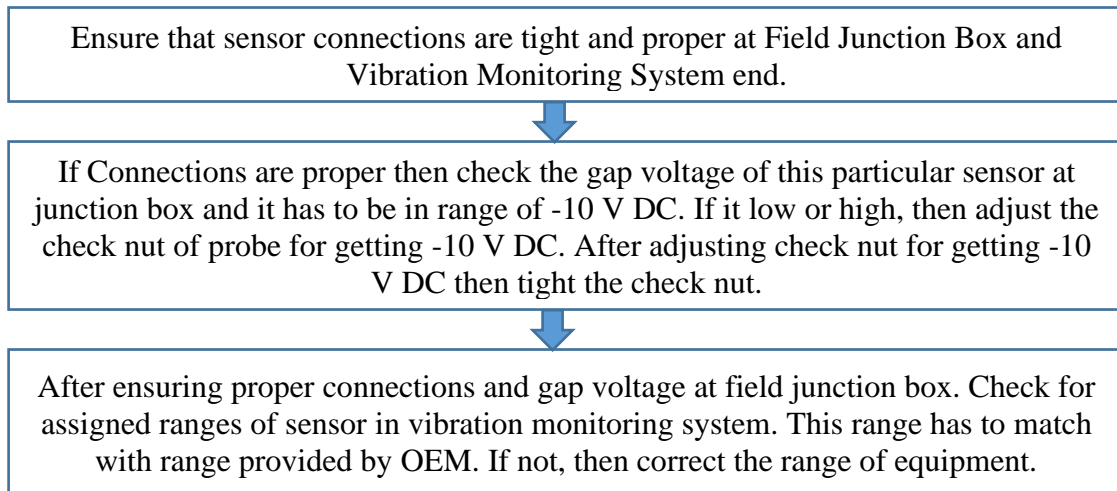 Ensure that sensor connections are tight and proper at Field Junction Box and
Vibration Monitoring System end.
If Connections are proper then check the gap voltage of this particular sensor at
junction box and it has to be in range of -10 V DC. If it low or high, then adjust the
check nut of probe for getting -10 V DC. After adjusting check nut for getting -10
V DC then tight the check nut.
After ensuring proper connections and gap voltage at field junction box. Check for
assigned ranges of sensor in vibration monitoring system. This range has to match
with range provided by OEM. If not, then correct the range of equipment.